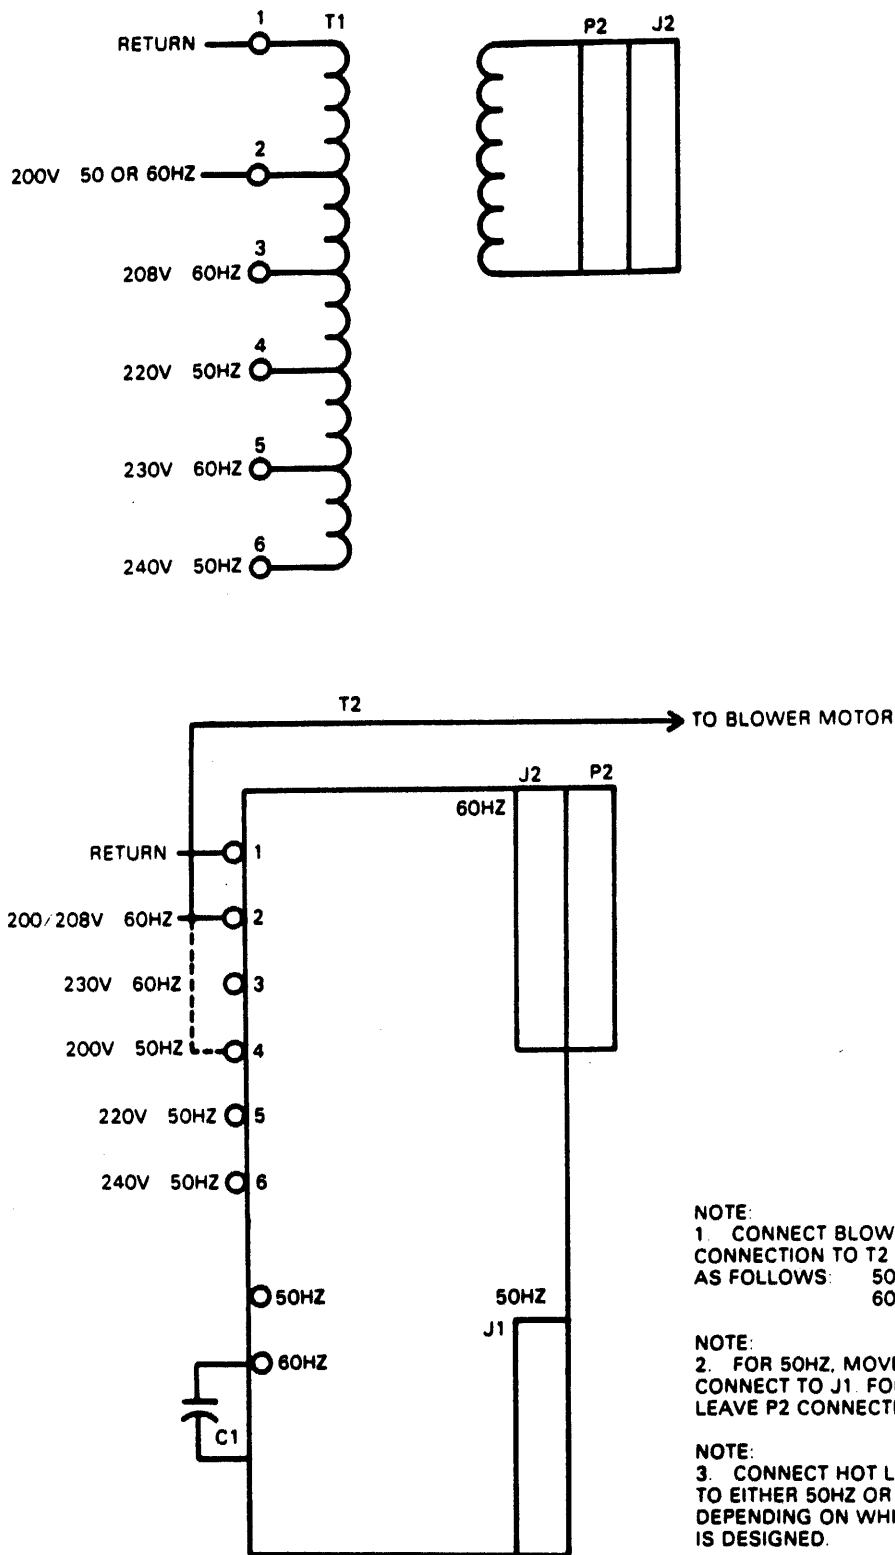 1
T1
P2 J2
RETURN
2
200V 50 OR 60HZ
3
208V 60HZ
4
220V 50HZ
5
230V 60HZ
6
240V 50HZ
T2
TO BLOWER MOTOR
J2 P2
60HZ
RETURN 1
200/208V 60HZ 2
230V 60HZ 3
200V 50HZ 4
220V 50HZ 5
240V 50HZ 6
50HZ
50HZ
J1
60HZ
C1
NOTE:
1. CONNECT BLOW
CONNECTION TO T2
AS FOLLOWS: 50
60
NOTE:
2. FOR 50HZ, MOVE
CONNECT TO J1. FO
LEAVE P2 CONNECTI
NOTE:
3. CONNECT HOT L
TO EITHER 50HZ OR
DEPENDING ON WHI
IS DESIGNED.